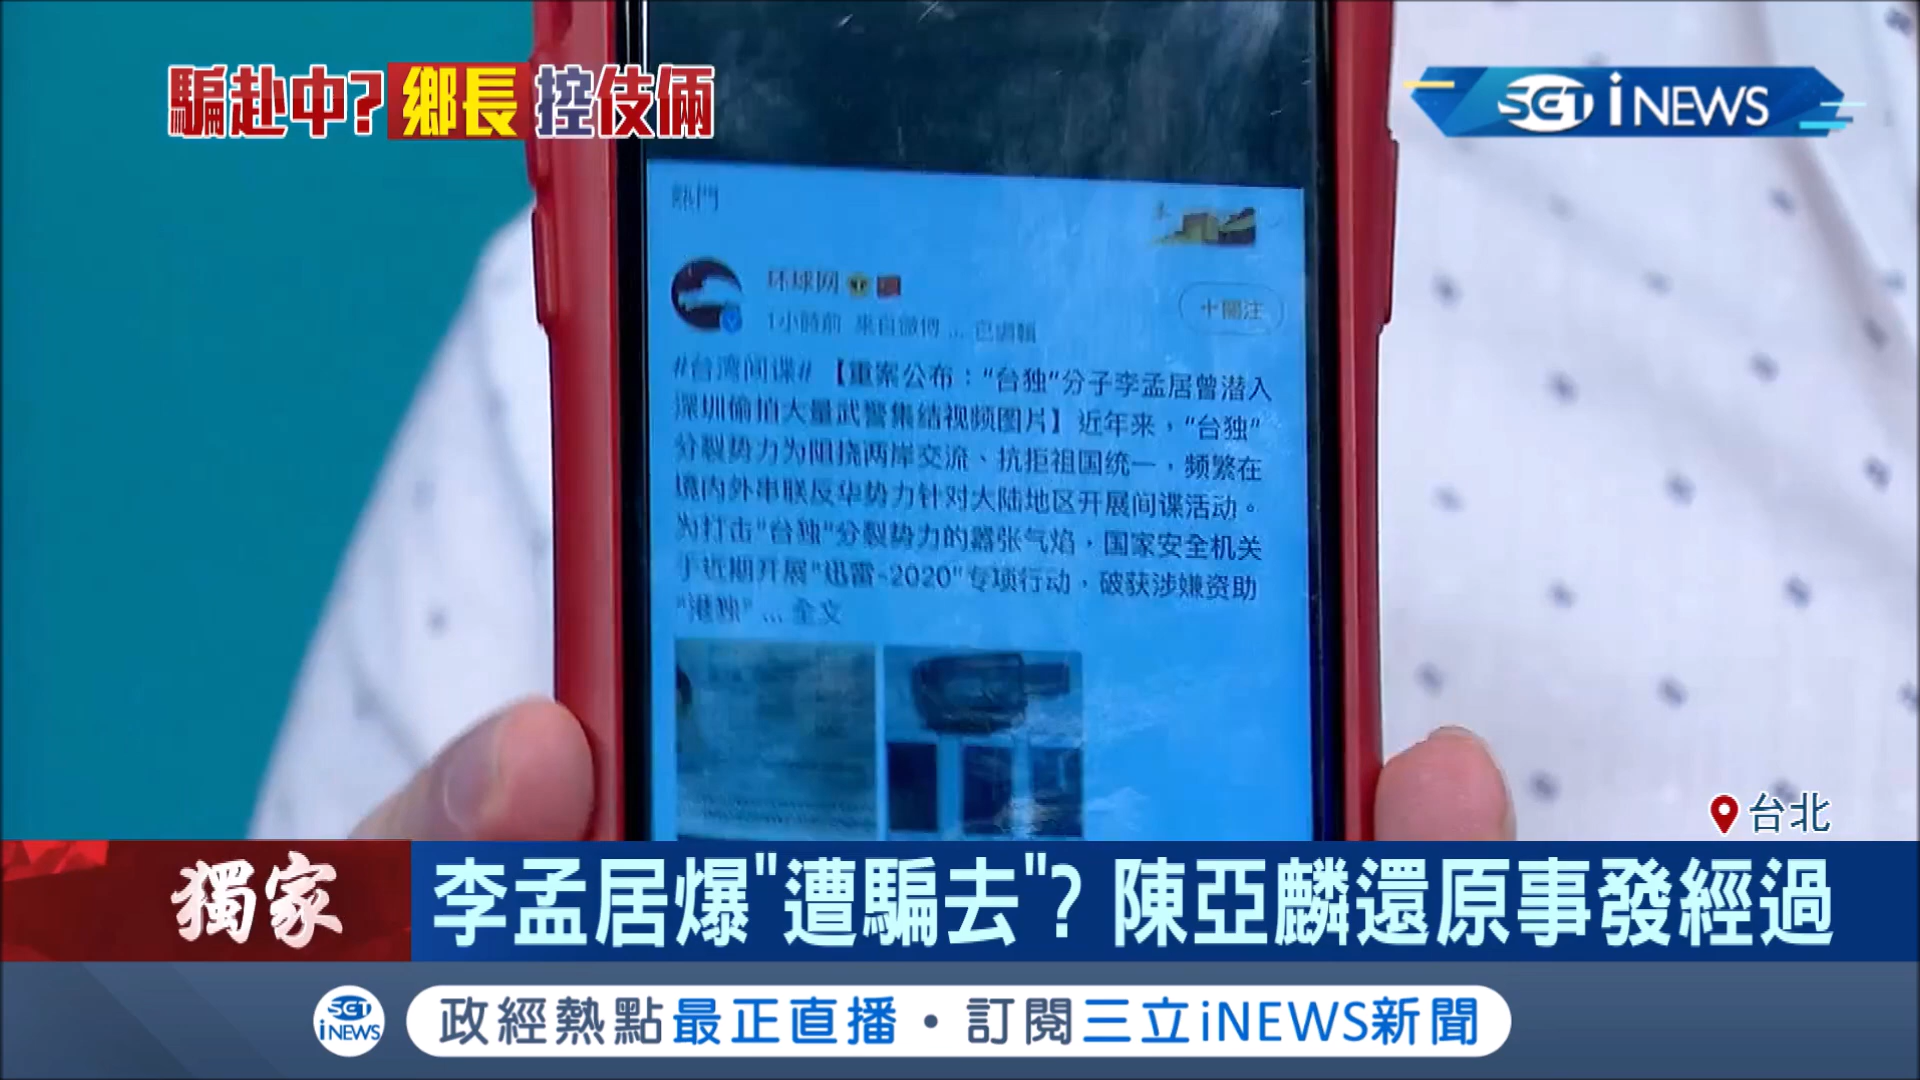 騙赴中?鄉長控伎倆
SET iNEWS
熱門
环球网
+關注
1小時前 來自微博 ... 已編輯
#台湾间谍# 【重案公布：“台独”分子李孟居曾潜入
深圳偷拍大量武警集结视频图片】近年来，“台独”
分裂势力为阻挠两岸交流、抗拒祖国统一，频繁在
境内外串联反华势力针对大陆地区开展间谍活动。
为打击“台独”分裂势力的嚣张气焰，国家安全机关
于近期开展“迅雷-2020”专项行动，破获涉嫌资助
“港独” ... 全文
台北
獨家
李孟居爆"遭騙去"? 陳亞麟還原事發經過
SET iNEWS
政經熱點最正直播・訂閱三立iNEWS新聞